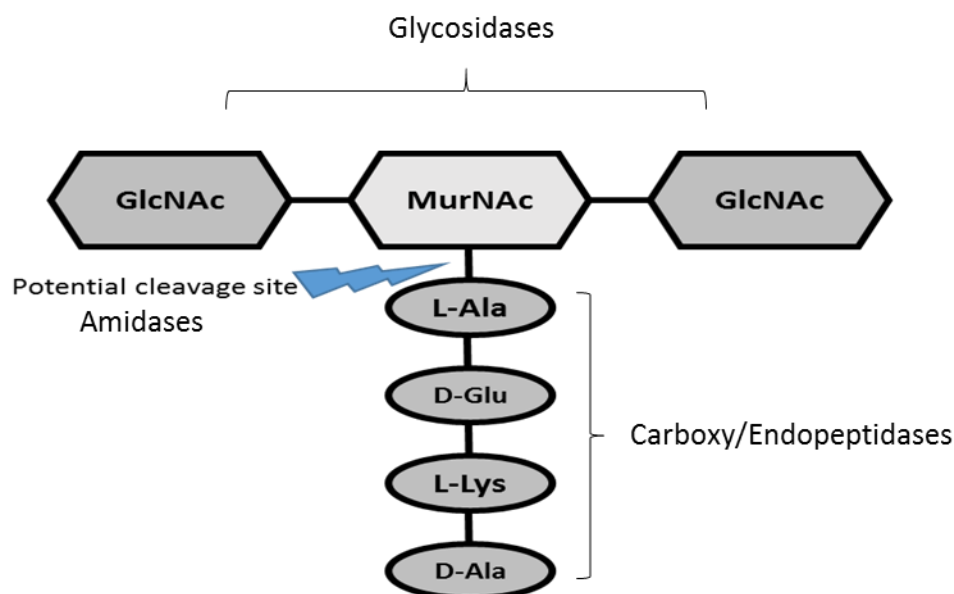 Glycosidases
GlcNAc
MurNAc
GlcNAc
Potential cleavage site
Amidases
L-Ala
D-Glu
Carboxy/Endopeptidases
L-Lys
D-Ala